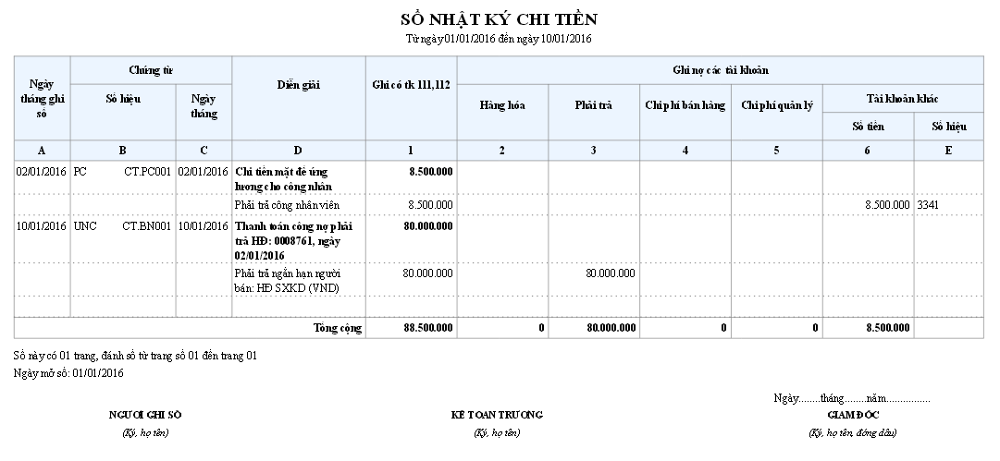 SỔ NHẬT KÝ CHI TIỀN
Từ ngày 01/01/2016 đến ngày 10/01/2016
Ngày tháng ghi sổ
Chứng từ
Diễn giải
Ghi có tk 111,112
Ghi nợ các tài khoản
Số hiệu
Ngày tháng
Hàng hóa
Phải trả
Chi phí bán hàng
Chi phí quản lý
Tài khoản khác
Số tiền
Số hiệu
A B C D 1 2 3 4 5 6 E
02/01/2016 PC CT.PC001 02/01/2016 Chi tiền mặt để ứng 8.500.000
lương cho công nhân
Phải trả công nhân viên 8.500.000 8.500.000 3341
10/01/2016 UNC CT.BN001 10/01/2016 Thanh toán công nợ phải 80.000.000
trả HĐ: 0008761, ngày
02/01/2016
Phải trả ngắn hạn người 80.000.000 80.000.000
bán: HĐ SXKD (VND)
Tổng cộng 88.500.000 0 80.000.000 0 0 8.500.000
Sổ này có 01 trang, đánh số từ trang số 01 đến trang 01
Ngày mở sổ: 01/01/2016
Ngày........tháng........năm................
NGƯỜI GHI SỔ KẾ TOÁN TRƯỞNG GIÁM ĐỐC
(Ký, họ tên) (Ký, họ tên) (Ký, họ tên, đóng dấu)